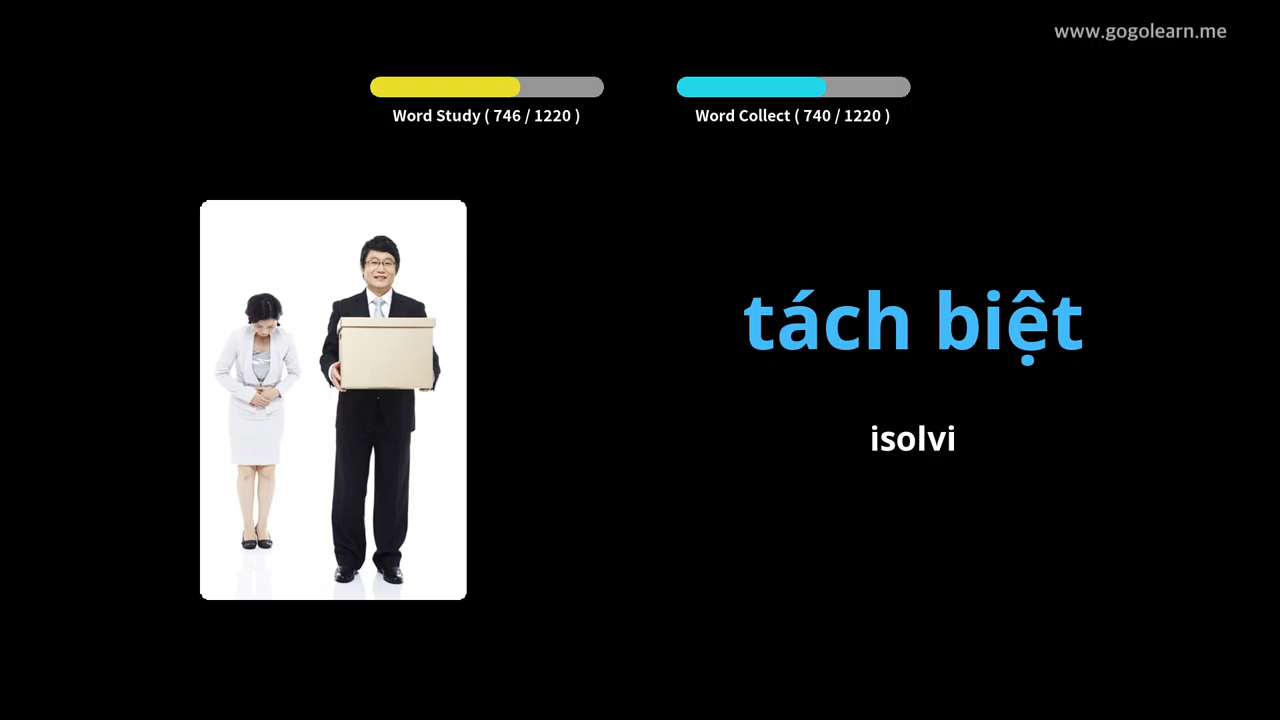 www.gogolearn.me
Word Study ( 746 / 1220 )
Word Collect ( 740 / 1220 )
tách biệt
isolvi